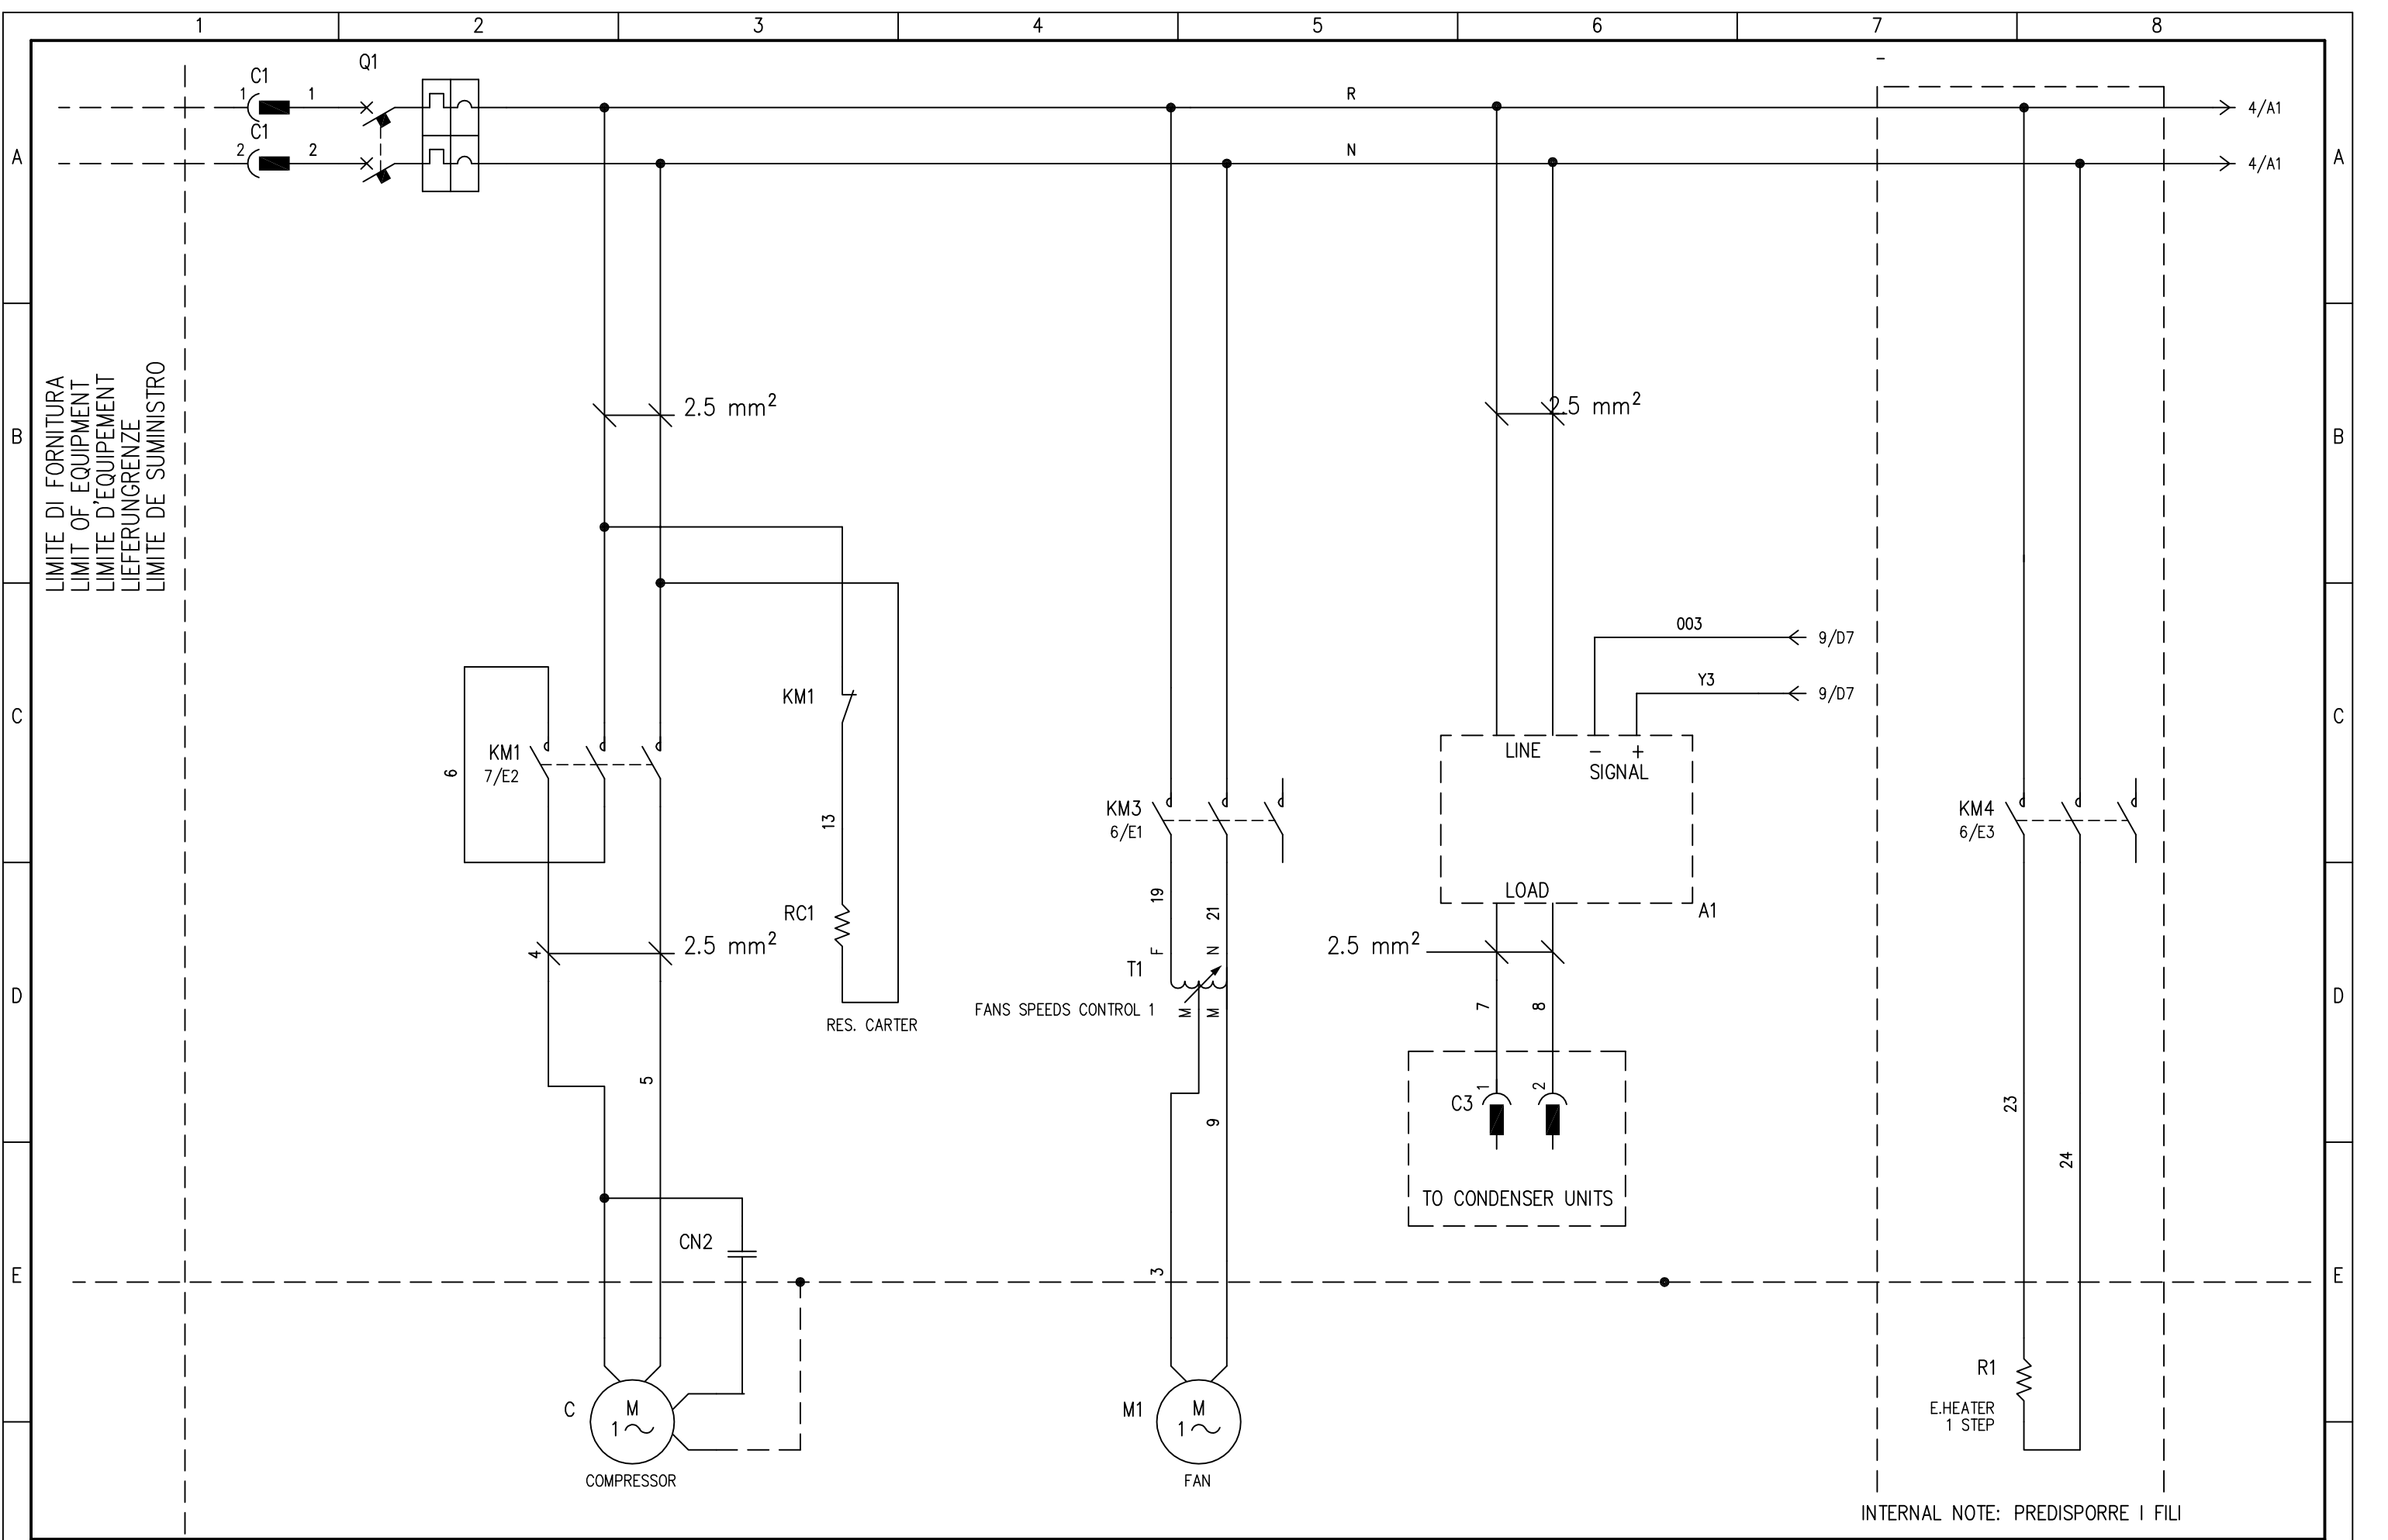 1 2 3 4 5 6 7 8
Q1
C1
1 1
R
4/A1
C1
2 2
N
4/A1
A A
LIMITE DI FORNITURA
LIMIT OF EQUIPMENT
LIMITE D'EQUIPEMENT
LIEFERUNGRENZE
LIMITE DE SUMINISTRO
2.5 mm²
2.5 mm²
B B
003
9/D7
Y3
9/D7
KM1
C C
KM1
7/E2
6
LINE
- +
SIGNAL
13
KM3
6/E1
KM4
6/E3
LOAD
A1
RC1
19
21
4
2.5 mm²
F
N
2.5 mm²
T1
D D
FANS SPEEDS CONTROL 1
M
M
7
8
RES. CARTER
5
9
C3
1
2
23
24
TO CONDENSER UNITS
CN2
3
E E
R1
E.HEATER
1 STEP
C
M
1
COMPRESSOR
M1
M
1
FAN
INTERNAL NOTE: PREDISPORRE I FILI